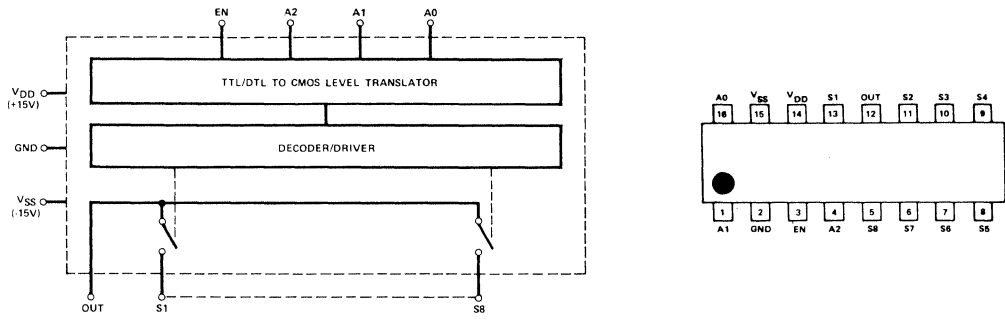 EN A2 A1 A0
TTL/DTL TO CMOS LEVEL TRANSLATOR
VDD
(+15V)
DECODER/DRIVER
GND
VSS
(-15V)
OUT S1 S8
A0 VSS VDD S1 OUT S2 S3 S4
16 15 14 13 12 11 10 9
1 2 3 4 5 6 7 8
A1 GND EN A2 S8 S7 S6 S5